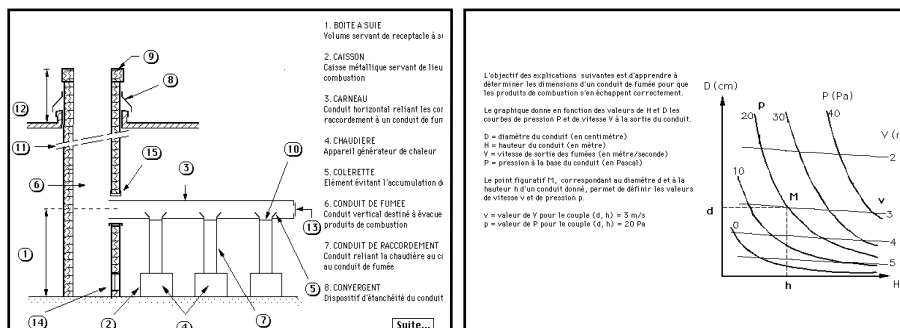 1. BOITE A SUIE
Volume servant de receptacle à
2. CAISSON
Caisse métallique servant de lieu
combustion
3. CARNEAU
Conduit horizontal reliant les
raccordement à un conduit de
4. CHAUDIERE
Appareil générateur de chaleur
5. COLERETTE
Elément évitant l'accumulation
6. CONDUIT DE FUMEE
Conduit vertical destiné à
produits de combustion
7. CONDUIT DE RACCORDEMENT
Conduit reliant la chaudière au
au conduit de fumée
8. CONVERGENT
Dispositif d'étanchéité du conduit
Suite...
9
8
12
11
15
10
6
3
13
1
5
14
2
4
7
L'objectif des explications suivantes est d'apprendre à
déterminer les dimensions d'un conduit de fumée pour que
les produits de combustion s'en échappent correctement.
Le graphique donne en fonction des valeurs de H et D les
courbes de pression P et de vitesse V à la sortie du conduit.
D = diamètre du conduit (en centimètre)
H = hauteur du conduit (en mètre)
V = vitesse de sortie des fumées (en mètre/seconde)
P = pression à la base du conduit (en Pascal)
Le point figuratif M, correspondant au diamètre d et à la
hauteur h d'un conduit donné, permet de définir les valeurs
de vitesse v et de pression p.
v = valeur de V pour le couple (d, h) = 3 m/s
p = valeur de P pour le couple (d, h) = 20 Pa
D (cm)
P (Pa)
p
20
30
40
V
2
10
M
v
d
3
0
4
5
h
H